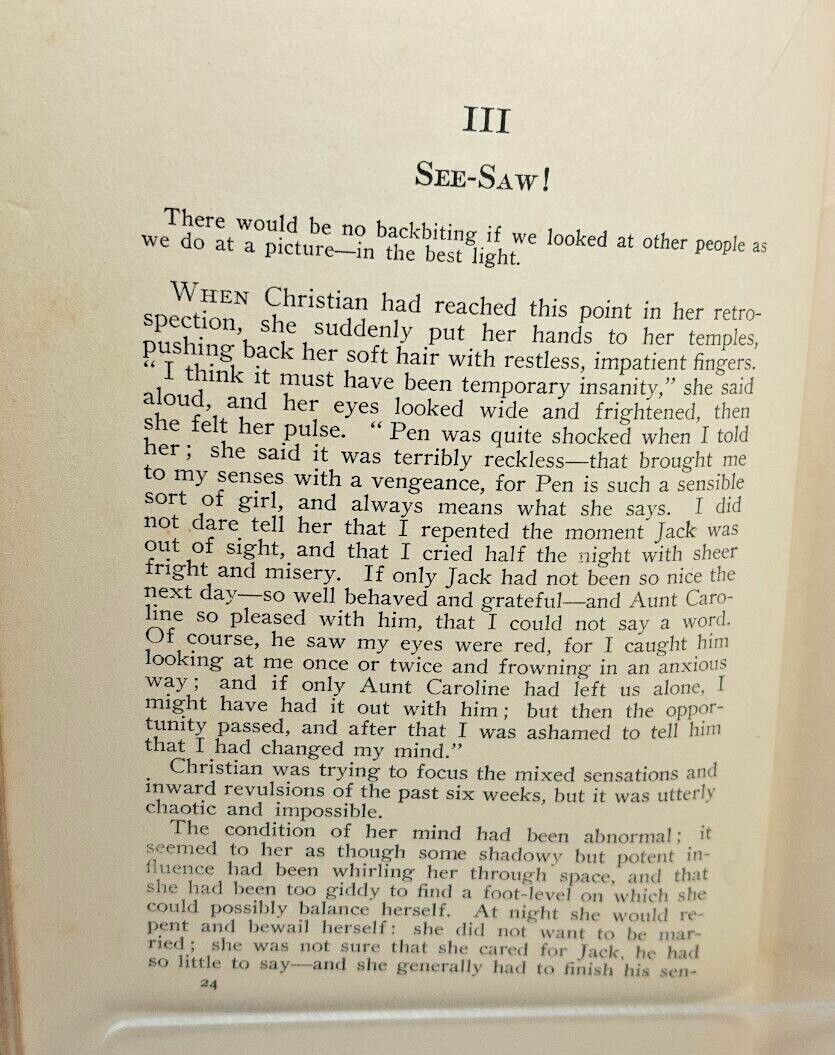 III
SEE-SAW!
There would be no backbiting if we looked at other people as
we do at a picture—in the best light.
WHEN Christian had reached this point in her retro-
spection, she suddenly put her hands to her temples,
pushing back her soft hair with restless, impatient fingers.
“ I think it must have been temporary insanity,” she said
aloud, and her eyes looked wide and frightened, then
she felt her pulse. “ Pen was quite shocked when I told
her ; she said it was terribly reckless—that brought me
to my senses with a vengeance, for Pen is such a sensible
sort of girl, and always means what she says. I did
not dare tell her that I repented the moment Jack was
out of sight, and that I cried half the night with sheer
fright and misery. If only Jack had not been so nice the
next day—so well behaved and grateful—and Aunt Caro-
line so pleased with him, that I could not say a word.
Of course, he saw my eyes were red, for I caught him
looking at me once or twice and frowning in an anxious
way ; and if only Aunt Caroline had left us alone, I
might have had it out with him ; but then the oppor-
tunity passed, and after that I was ashamed to tell him
that I had changed my mind.”
Christian was trying to focus the mixed sensations and
inward revulsions of the past six weeks, but it was utterly
chaotic and impossible.
The condition of her mind had been abnormal ; it
seemed to her as though some shadowy but potent in-
fluence had been whirling her through space, and that
she had been too giddy to find a foot-level on which she
could possibly balance herself. At night she would re-
pent and bewail herself : she did not want to be mar-
ried ; she was not sure that she cared for Jack, he had
so little to say—and she generally had to finish his sen-
24